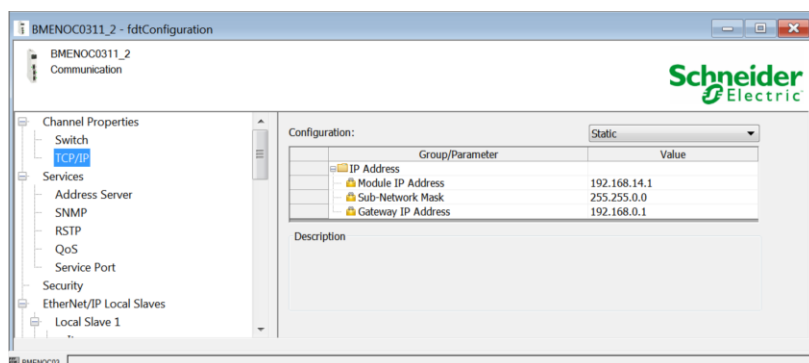 BMENOC0311_2 - fdtConfiguration
BMENOC0311_2
Communication
Schneider
Electric
Channel Properties
Switch
TCP/IP
Services
Address Server
SNMP
RSTP
QoS
Service Port
Security
EtherNet/IP Local Slaves
Local Slave 1
Configuration: Static
Group/Parameter Value
IP Address
Module IP Address 192.168.14.1
Sub-Network Mask 255.255.0.0
Gateway IP Address 192.168.0.1
Description
BMENOC03